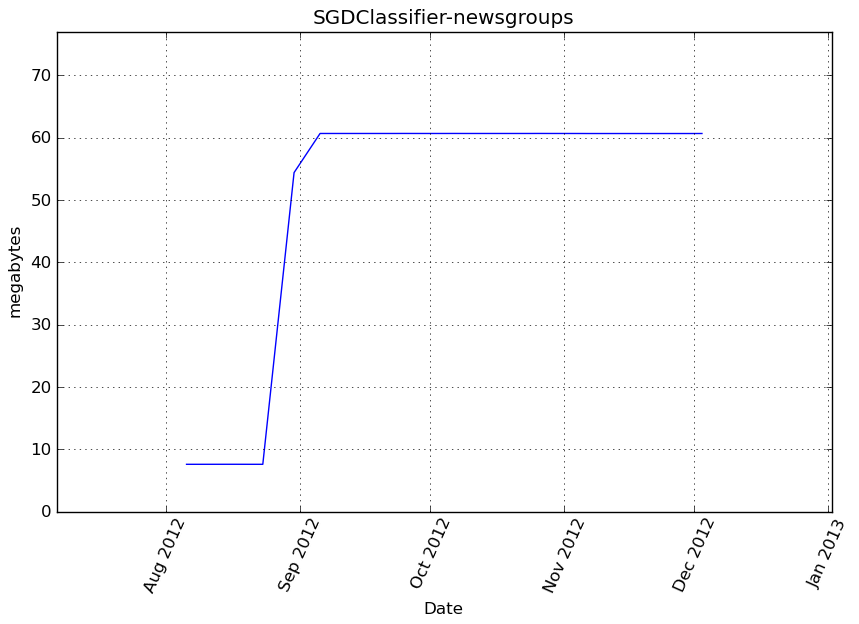 SGDClassifier-newsgroups
70
60
50
40
30
20
10
0
megabytes
Aug 2012
Sep 2012
Oct 2012
Nov 2012
Dec 2012
Jan 2013
Date